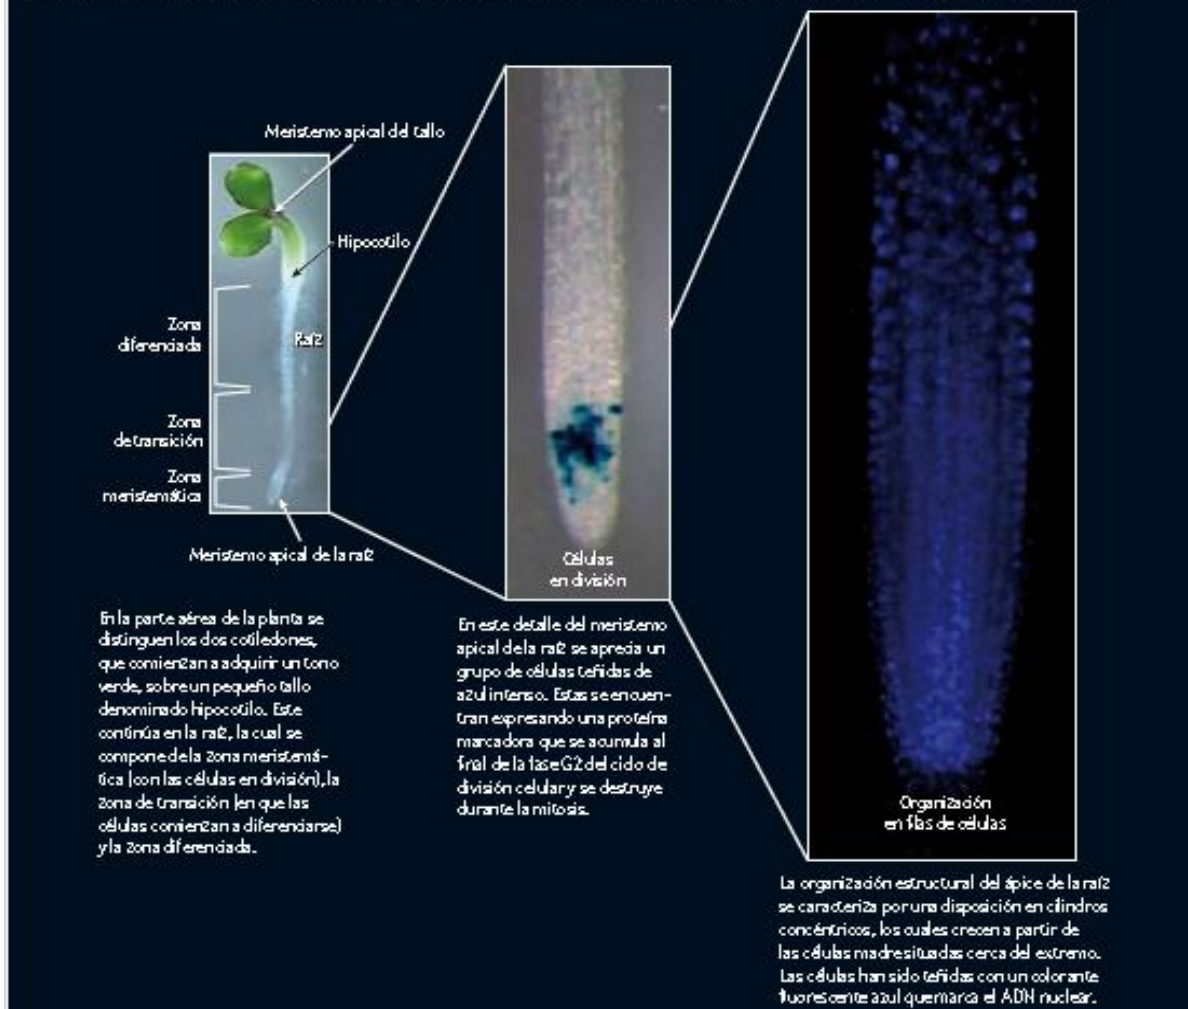 Meristemo apical del tallo
Hipocotilo
Zona
diferenciada
Raíz
Zona
de transición
Zona
meristemática
Meristemo apical de la raíz
En la parte aérea de la planta se
distinguen los dos cotiledones,
que comienzan a adquirir un tono
verde, sobre un pequeño tallo
denominado hipocotilo. Este
continúa en la raíz, la cual se
compone de la zona meristemá-
tica (con las células en división), la
zona de transición (en que las
células comienzan a diferenciarse)
y la zona diferenciada.
Células
en división
En este detalle del meristemo
apical de la raíz se aprecia un
grupo de células teñidas de
azul intenso. Estas se encuen-
tran expresando una proteína
marcadora que se acumula al
final de la fase G2 del ciclo de
división celular y se destruye
durante la mitosis.
Organización
en filas de células
La organización estructural del ápice de la raíz
se caracteriza por una disposición en cilindros
concéntricos, los cuales crecen a partir de
las células madre situadas cerca del extremo.
Las células han sido teñidas con un colorante
fluorescente azul que marca el ADN nuclear.